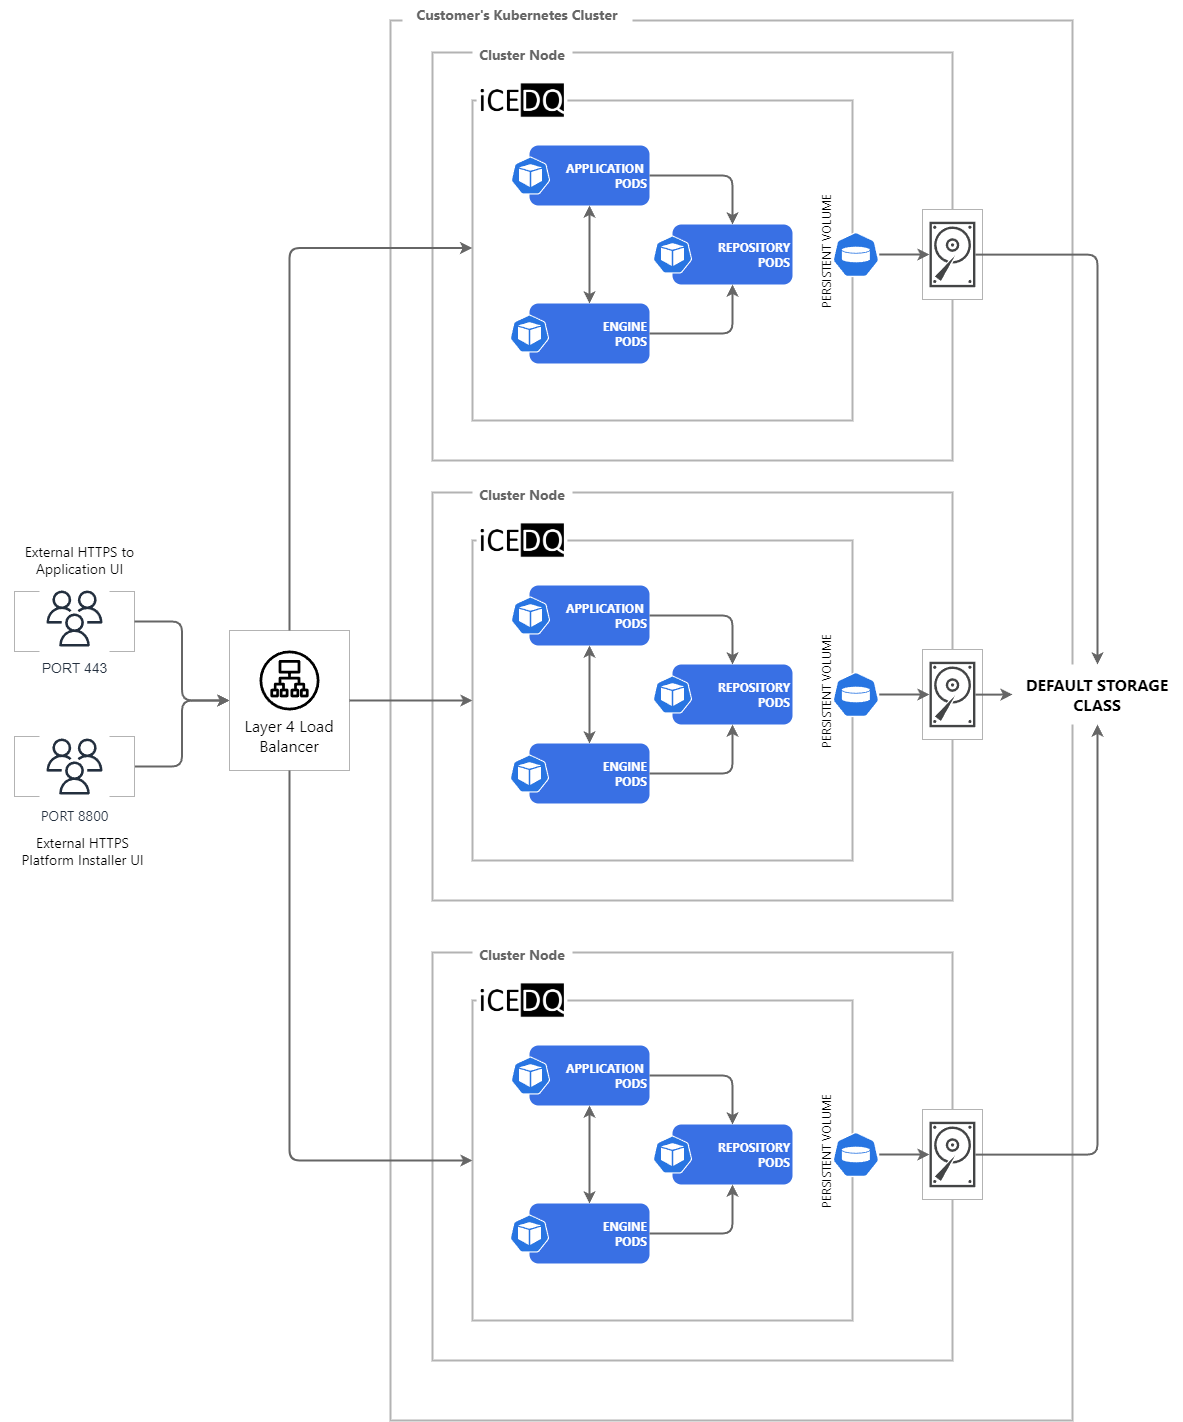 Customer's Kubernetes Cluster
Cluster Node
iCEDQ
APPLICATION
PODS
REPOSITORY
PODS
ENGINE
PODS
PERSISTENT VOLUME
Cluster Node
iCEDQ
APPLICATION
PODS
REPOSITORY
PODS
ENGINE
PODS
PERSISTENT VOLUME
External HTTPS to
Application UI
PORT 443
PORT 8800
External HTTPS
Platform Installer UI
Layer 4 Load
Balancer
DEFAULT STORAGE
CLASS
Cluster Node
iCEDQ
APPLICATION
PODS
REPOSITORY
PODS
ENGINE
PODS
PERSISTENT VOLUME